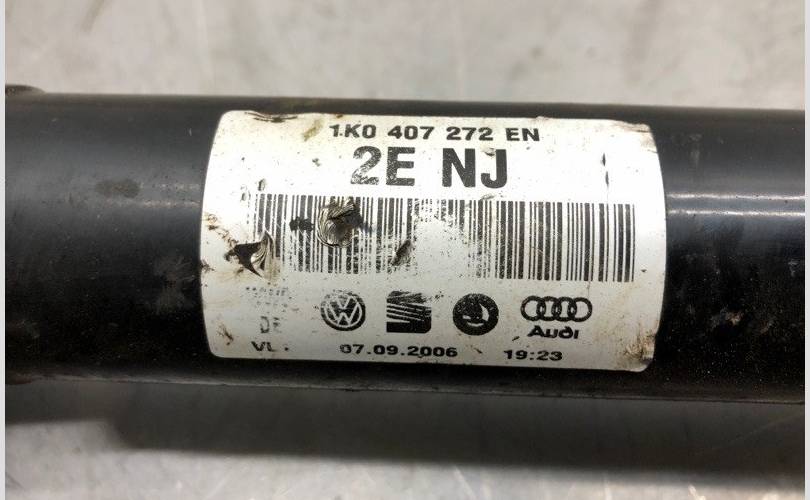 1K0 407 272 EN
2E NJ
DE
Audi
VL 07.09.2006 19:23